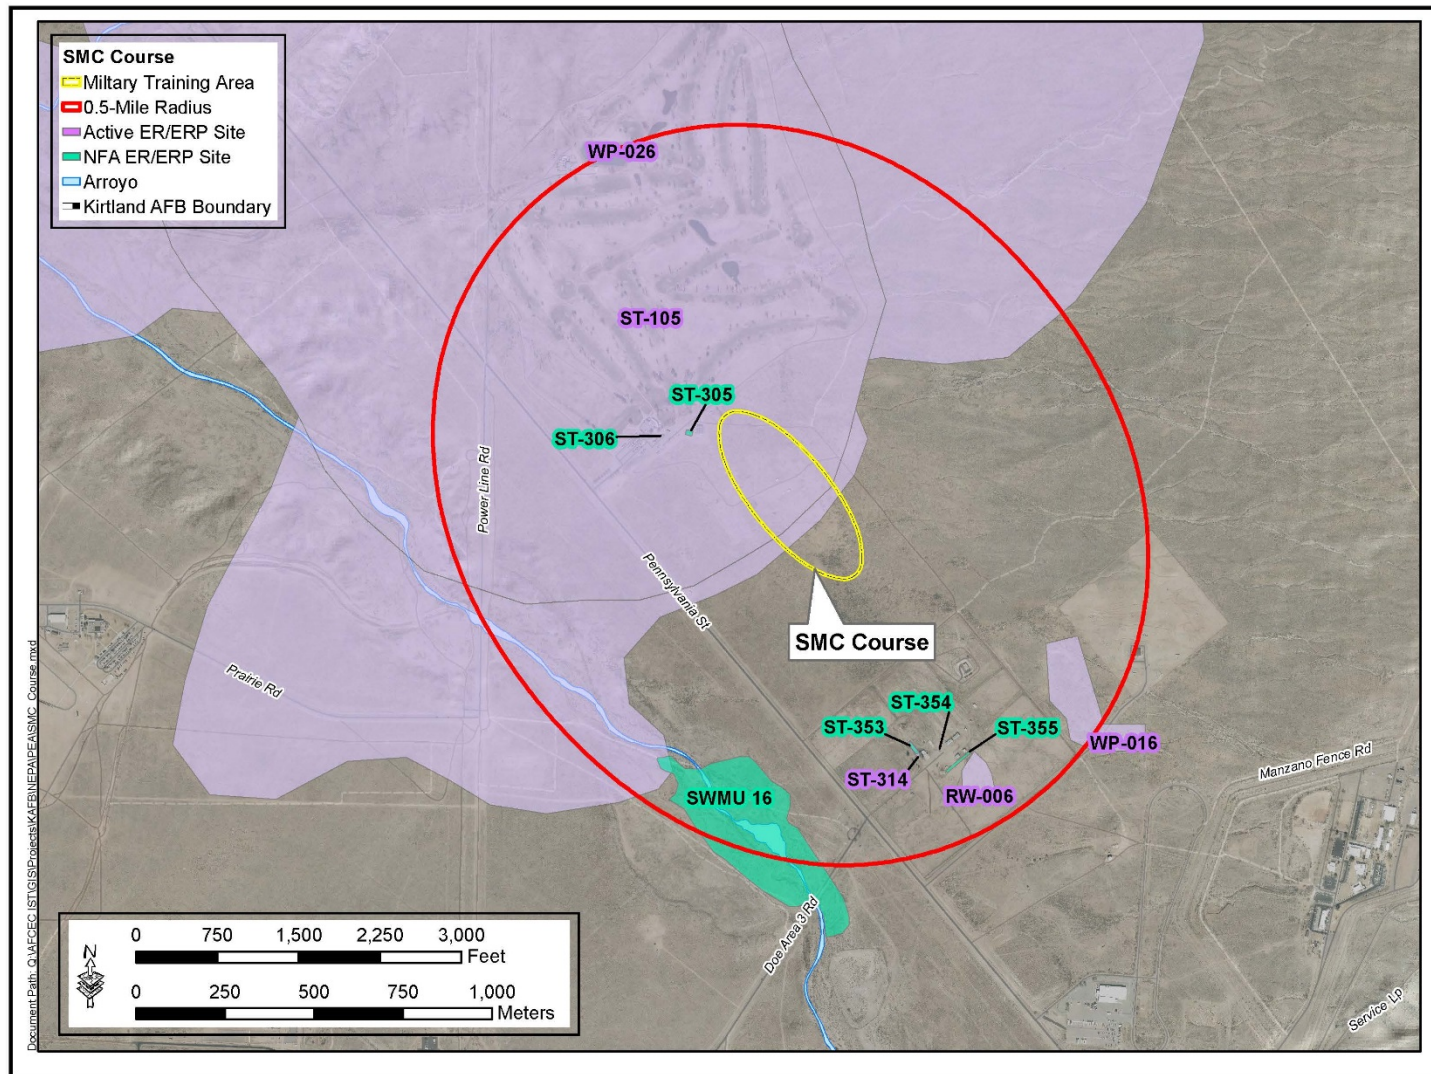 SMC Course
Miltary Training Area
0.5-Mile Radius
Active ER/ERP Site
NFA ER/ERP Site
Arroyo
Kirtland AFB Boundary
WP-026
ST-105
ST-305
ST-306
Power Line Rd
Pennsylvania St
SMC Course
Prairie Rd
ST-354
ST-353
ST-355
WP-016
ST-314
RW-006
Manzano Fence Rd
SWMU 16
Doe Area 3 Rd
Service Lp
N
0 750 1,500 2,250 3,000
Feet
0 250 500 750 1,000
Meters
Document Path: Q:\AFCEC IST\GIS\Projects\KAFB\NEPA\PEA\SMC_Course.mxd